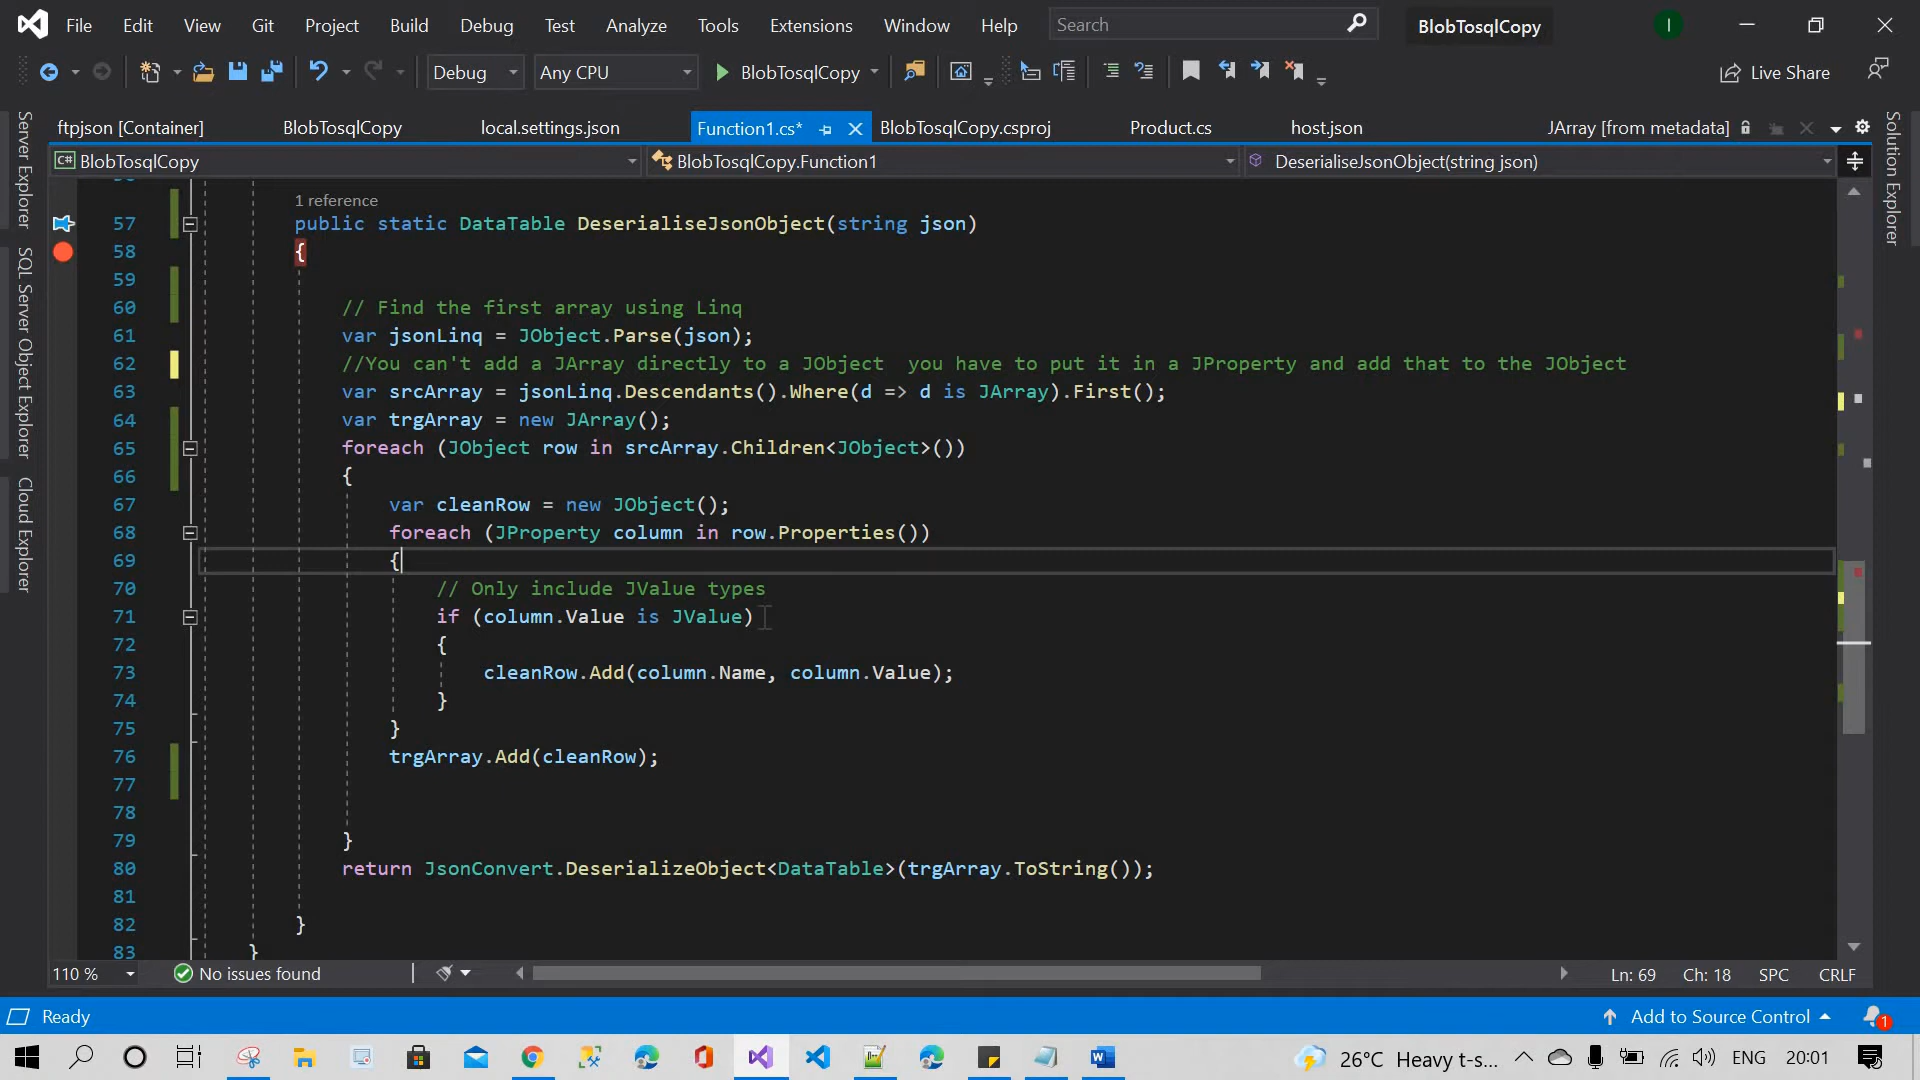 File Edit View Git Project Build Debug Test Analyze Tools Extensions Window Help Search BlobTosqlCopy I
Debug Any CPU BlobTosqlCopy Live Share
ftpjson [Container] BlobTosqlCopy local.settings.json Function1.cs* BlobTosqlCopy.csproj Product.cs host.json JArray [from metadata]
C# BlobTosqlCopy BlobTosqlCopy.Function1 DeserialiseJsonObject(string json)
Server Explorer
SQL Server Object Explorer
Cloud Explorer
Solution Explorer
1 reference
57 public static DataTable DeserialiseJsonObject(string json)
58 {
59
60 // Find the first array using Linq
61 var jsonLinq = JObject.Parse(json);
62 //You can't add a JArray directly to a JObject  you have to put it in a JProperty and add that to the JObject
63 var srcArray = jsonLinq.Descendants().Where(d => d is JArray).First();
64 var trgArray = new JArray();
65 foreach (JObject row in srcArray.Children<JObject>())
66 {
67 var cleanRow = new JObject();
68 foreach (JProperty column in row.Properties())
69 {
70 // Only include JValue types
71 if (column.Value is JValue)
72 {
73 cleanRow.Add(column.Name, column.Value);
74 }
75 }
76 trgArray.Add(cleanRow);
77
78
79 }
80 return JsonConvert.DeserializeObject<DataTable>(trgArray.ToString());
81
82 }
83 }
110 % No issues found Ln: 69 Ch: 18 SPC CRLF
Ready Add to Source Control 1
26°C Heavy t-s... ENG 20:01